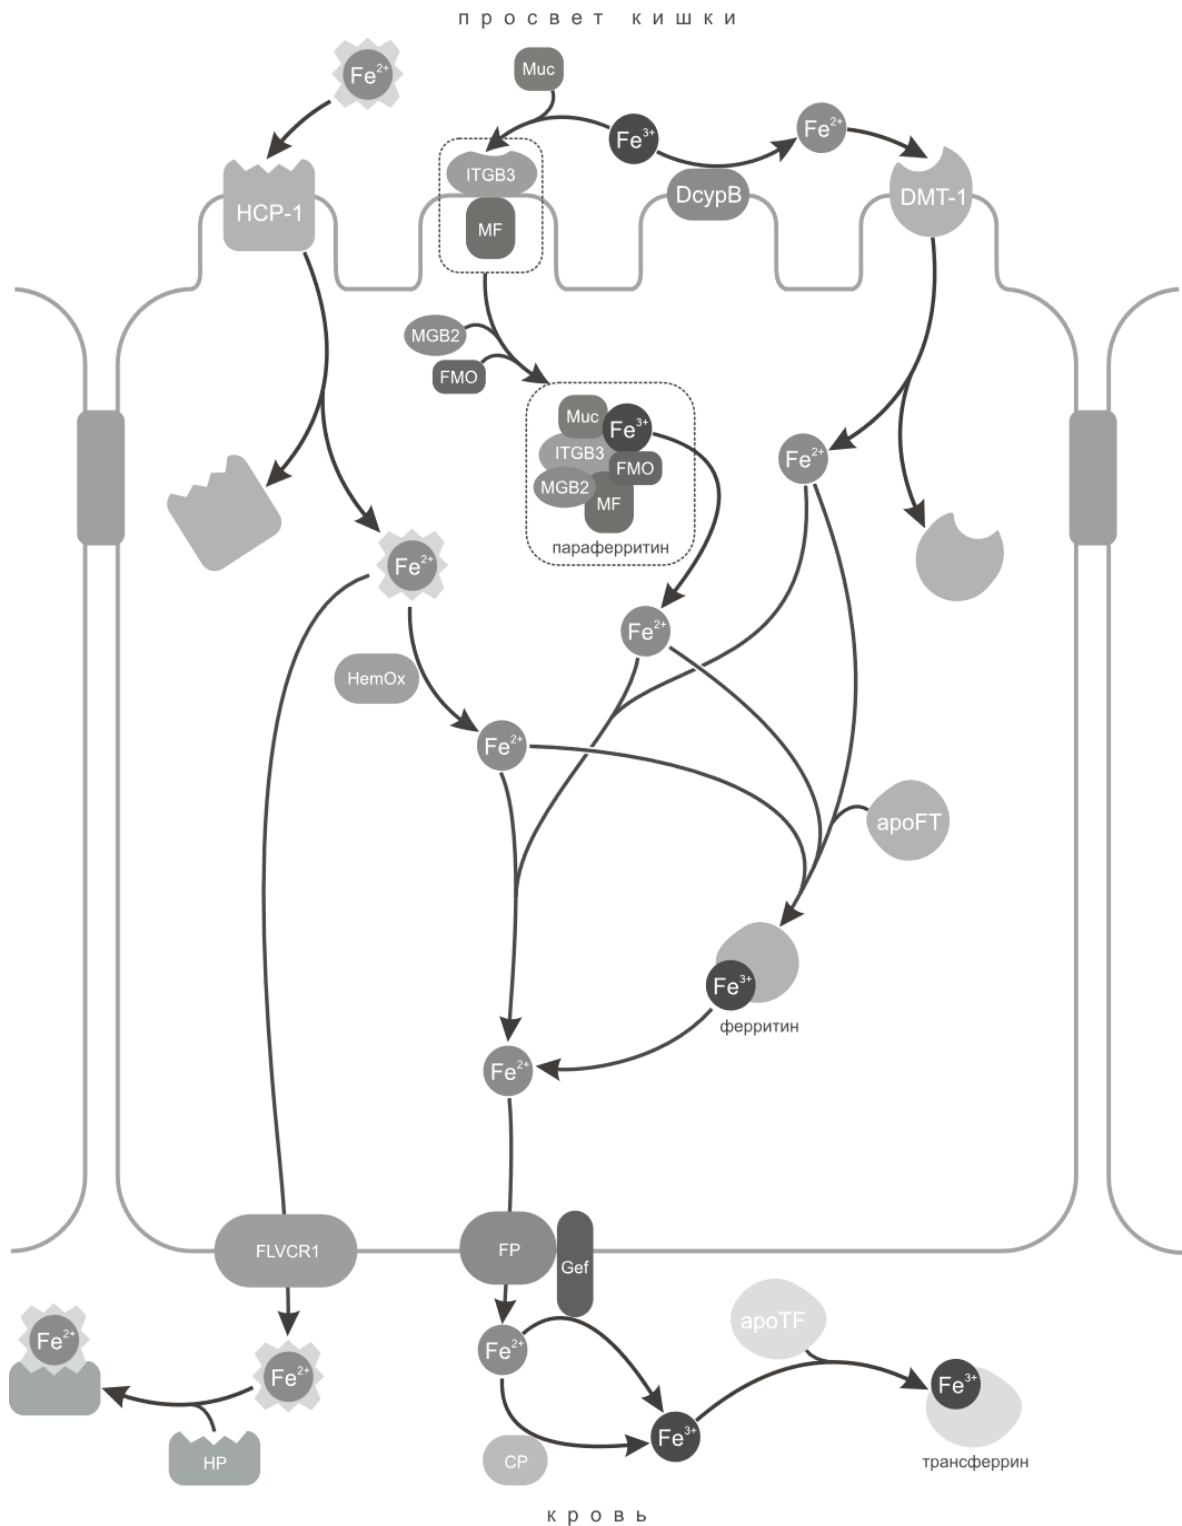 просвет кишки
Fe2+
Muc
Fe3+
Fe2+
ITGB3
HCP-1
MF
DcypB
DMT-1
MGB2
FMO
Muc
Fe3+
ITGB3
FMO
MGB2
MF
параферритин
Fe2+
Fe2+
Fe2+
HemOx
Fe2+
apoFT
Fe3+
ферритин
Fe2+
FLVCR1
FP
Gef
Fe2+
Fe2+
Fe2+
apoTF
Fe3+
Fe3+
HP
CP
трансферрин
кровь